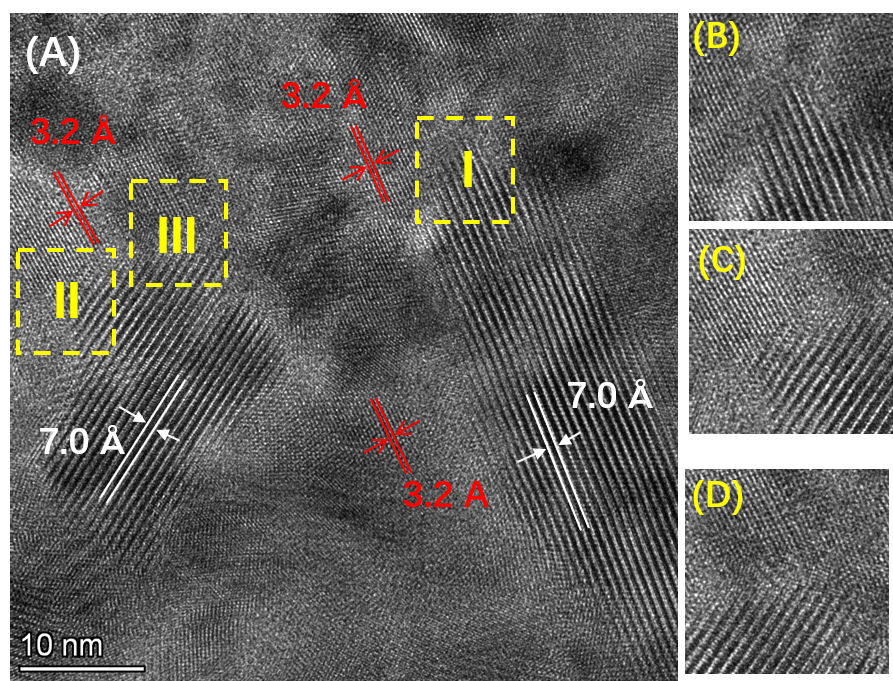 (A)
3.2 Å
3.2 Å
I
III
II
7.0 Å
7.0 Å
3.2 A
10 nm
(B)
(C)
(D)